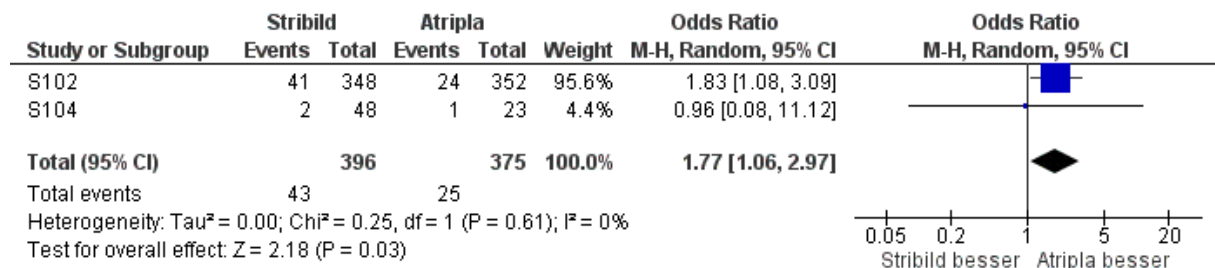 Stribild Atripla Odds Ratio Odds Ratio
Study or Subgroup Events Total Events Total Weight M-H, Random, 95% CI M-H, Random, 95% CI
S102 41 348 24 352 95.6% 1.83 [1.08, 3.09]
S104 2 48 1 23 4.4% 0.96 [0.08, 11.12]
Total (95% CI) 396 375 100.0% 1.77 [1.06, 2.97]
Total events 43 25
Heterogeneity: Tau² = 0.00; Chi² = 0.25, df = 1 (P = 0.61); I² = 0%
Test for overall effect: Z = 2.18 (P = 0.03)
0.05 0.2 1 5 20
Stribild besser Atripla besser